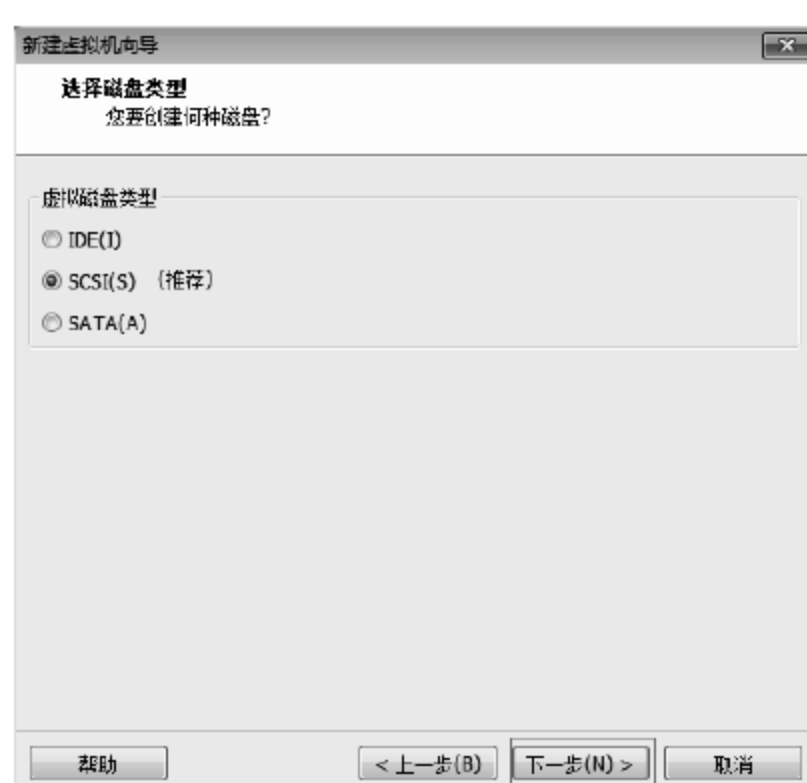 新建虚拟机向导
选择磁盘类型
您要创建何种磁盘?
虚拟磁盘类型
IDE(I)
SCSI(S) (推荐)
SATA(A)
帮助
< 上一步(B)
下一步(N) >
取消